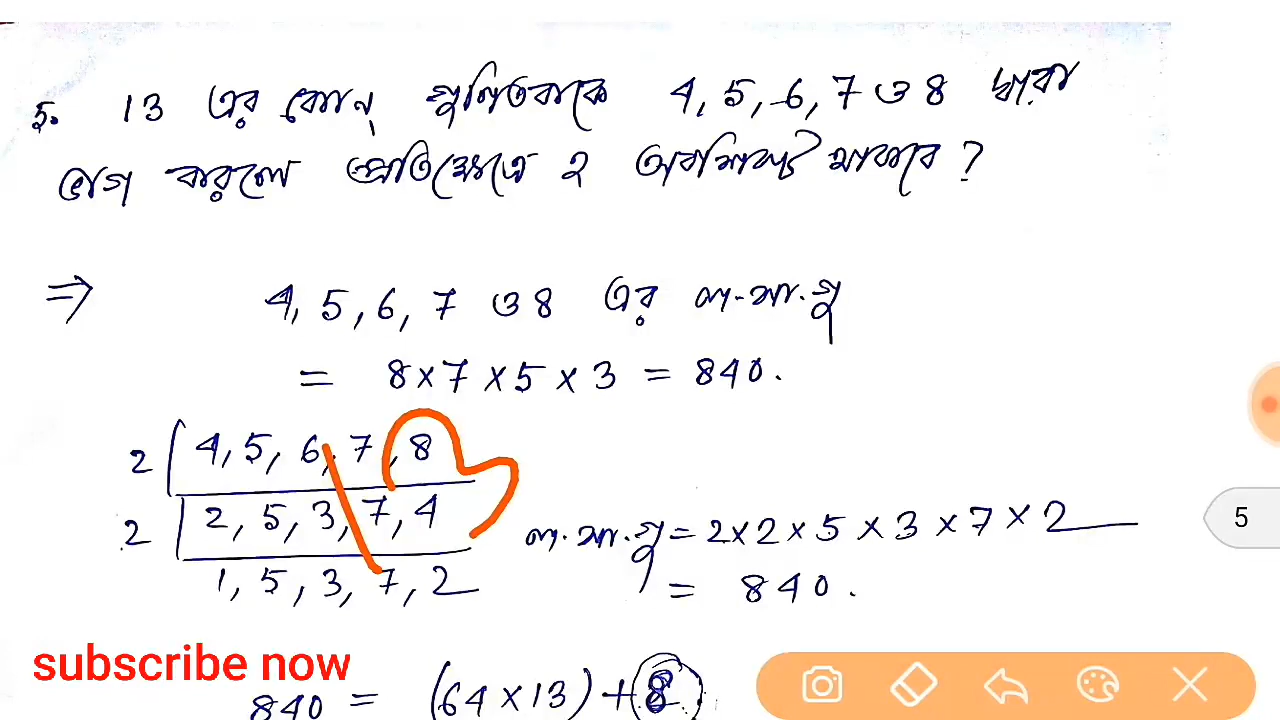 5. 13 এর কোন্ গুণিতককে 4, 5, 6, 7 ও 8 দ্বারা
ভাগ করলে প্রতিক্ষেত্রে ২ অবশিষ্ট থাকবে ?
⇒ 4, 5, 6, 7 ও 8 এর ল.সা.গু
= 8 × 7 × 5 × 3 = 840.
2 | 4, 5, 6, 7, 8
2 | 2, 5, 3, 7, 4
1, 5, 3, 7, 2
ল.সা.গু = 2 × 2 × 5 × 3 × 7 × 2
= 840.
5
subscribe now
840 = (64 × 13) + 8